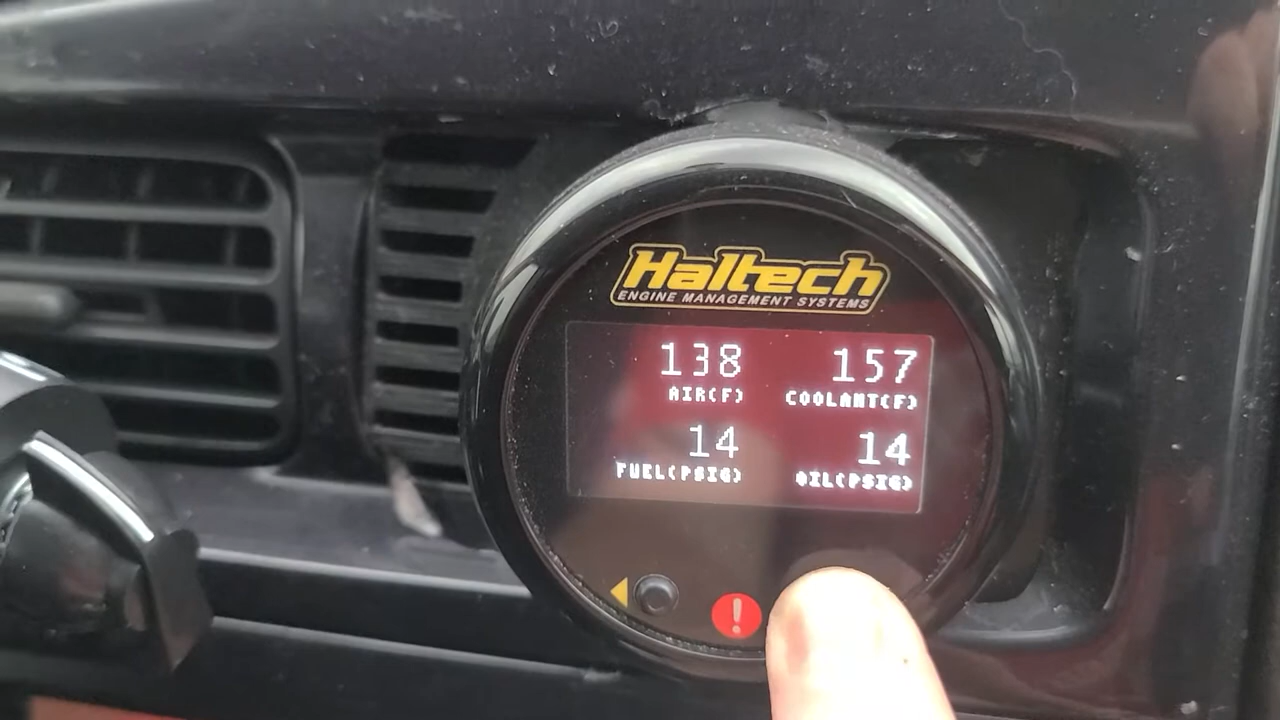 Haltech
ENGINE MANAGEMENT SYSTEMS
138 157
AIR(F) COOLANT(F)
14 14
FUEL(PSIG) OIL(PSIG)
!